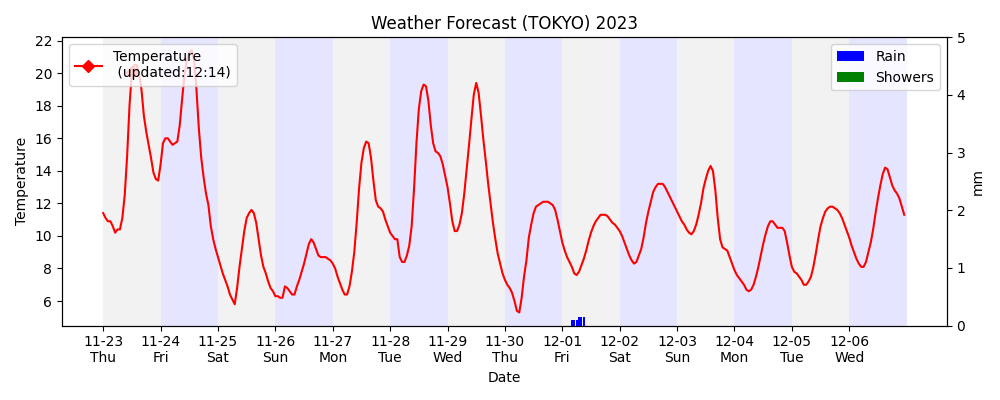 Weather Forecast (TOKYO) 2023
Temperature
(updated:12:14)
Rain
Showers
22
20
18
16
14
12
10
8
6
Temperature
5
4
3
2
1
0
mm
11-23 11-24 11-25 11-26 11-27 11-28 11-29 11-30 12-01 12-02 12-03 12-04 12-05 12-06
Thu Fri Sat Sun Mon Tue Wed Thu Fri Sat Sun Mon Tue Wed
Date